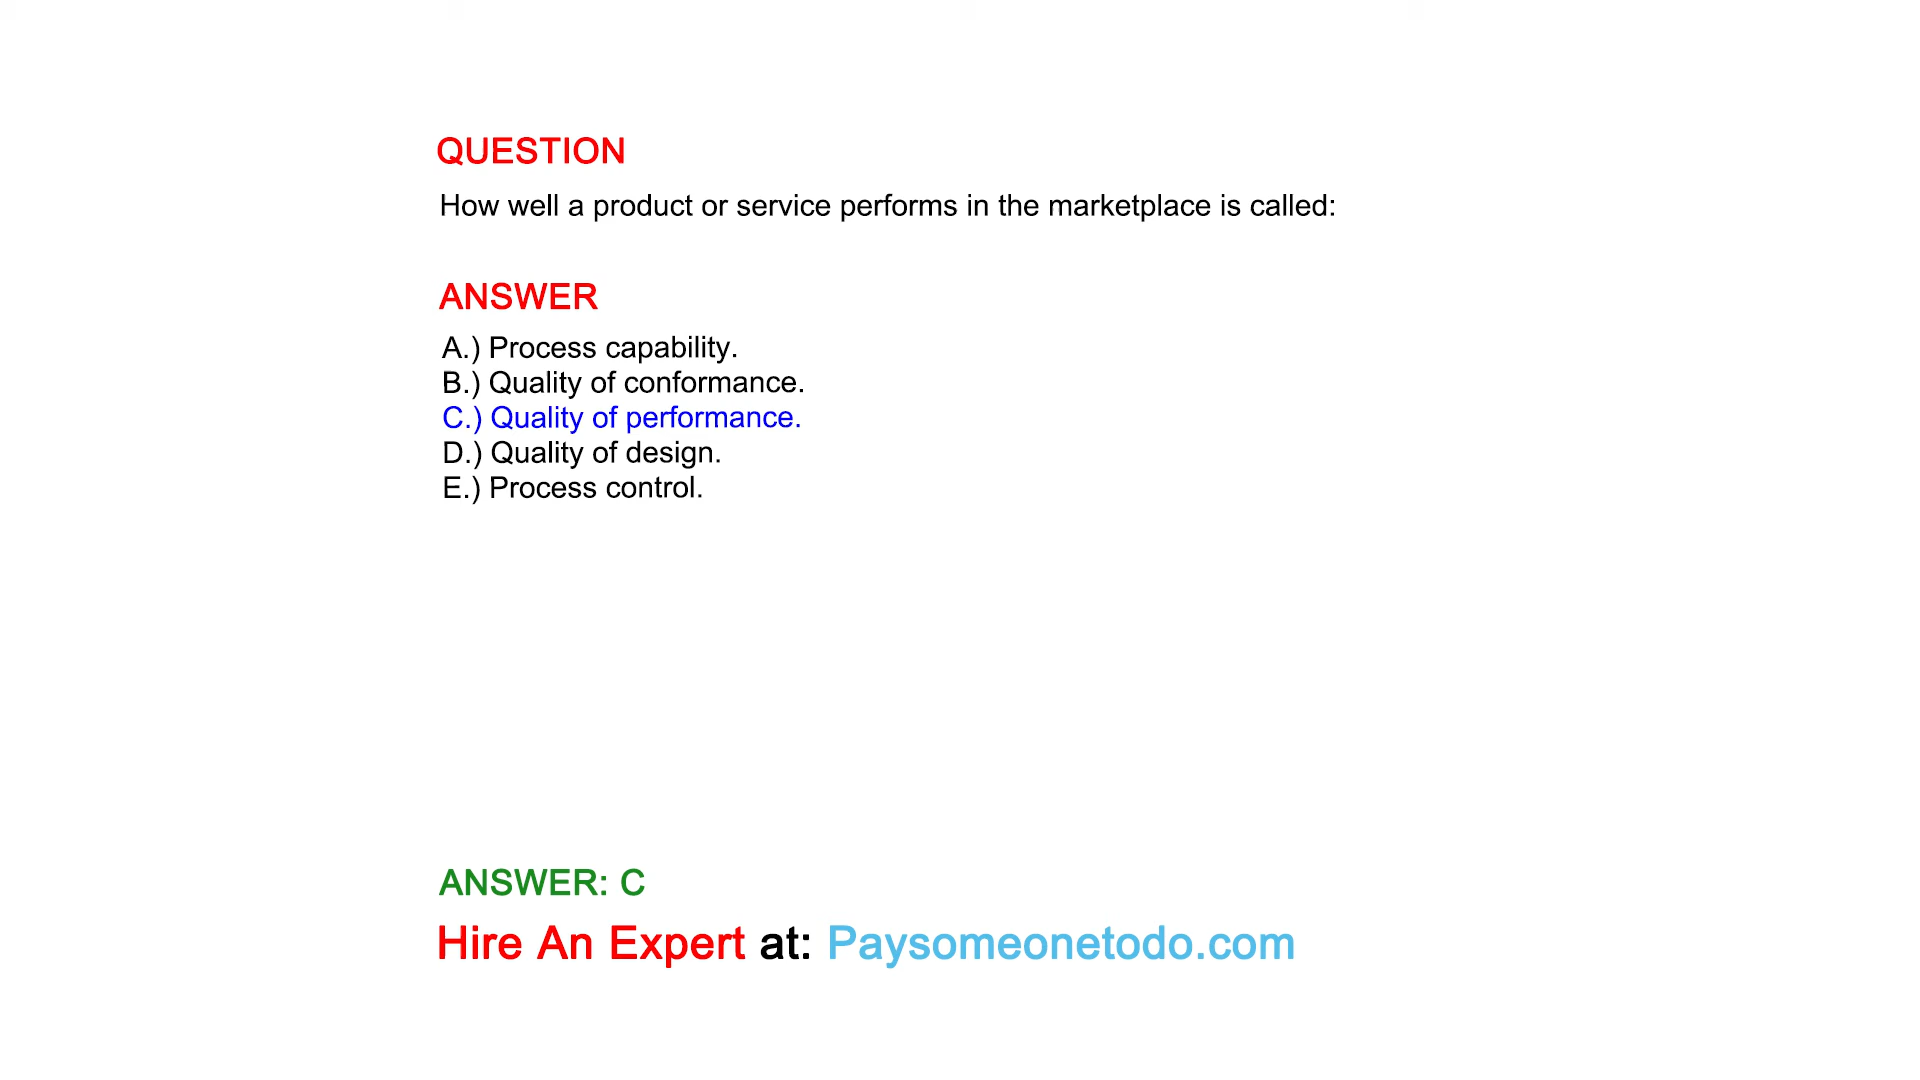 QUESTION
How well a product or service performs in the marketplace is called:
ANSWER
A.) Process capability.
B.) Quality of conformance.
C.) Quality of performance.
D.) Quality of design.
E.) Process control.
ANSWER: C
Hire An Expert at: Paysomeonetodo.com